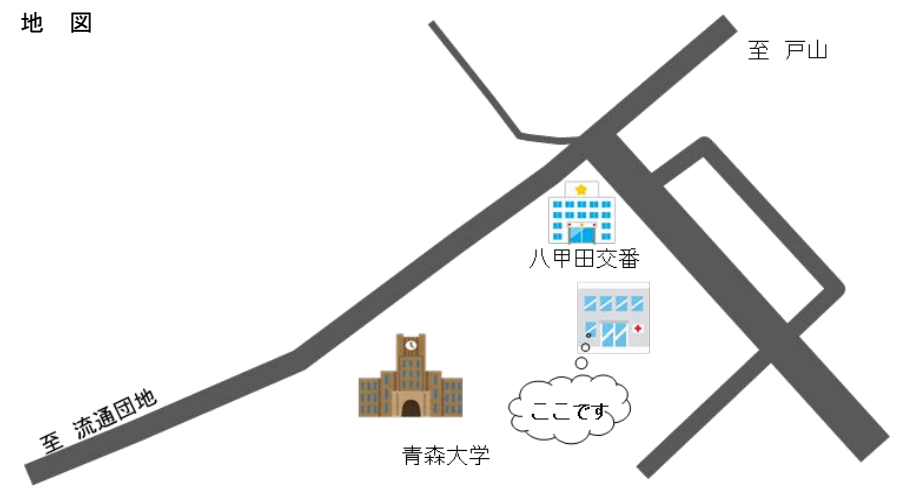 地　図
至　戸山
八甲田交番
ここです
至　流通団地
青森大学